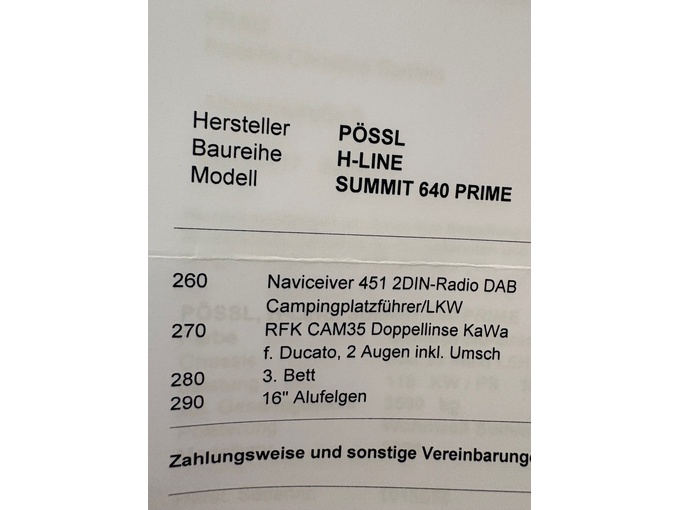 Hersteller PÖSSL
Baureihe H-LINE
Modell SUMMIT 640 PRIME
260 Naviceiver 451 2DIN-Radio DAB
Campingplatzführer/LKW
270 RFK CAM35 Doppellinse KaWa
f. Ducato, 2 Augen inkl. Umsch
280 3. Bett
290 16" Alufelgen
Zahlungsweise und sonstige Vereinbarung